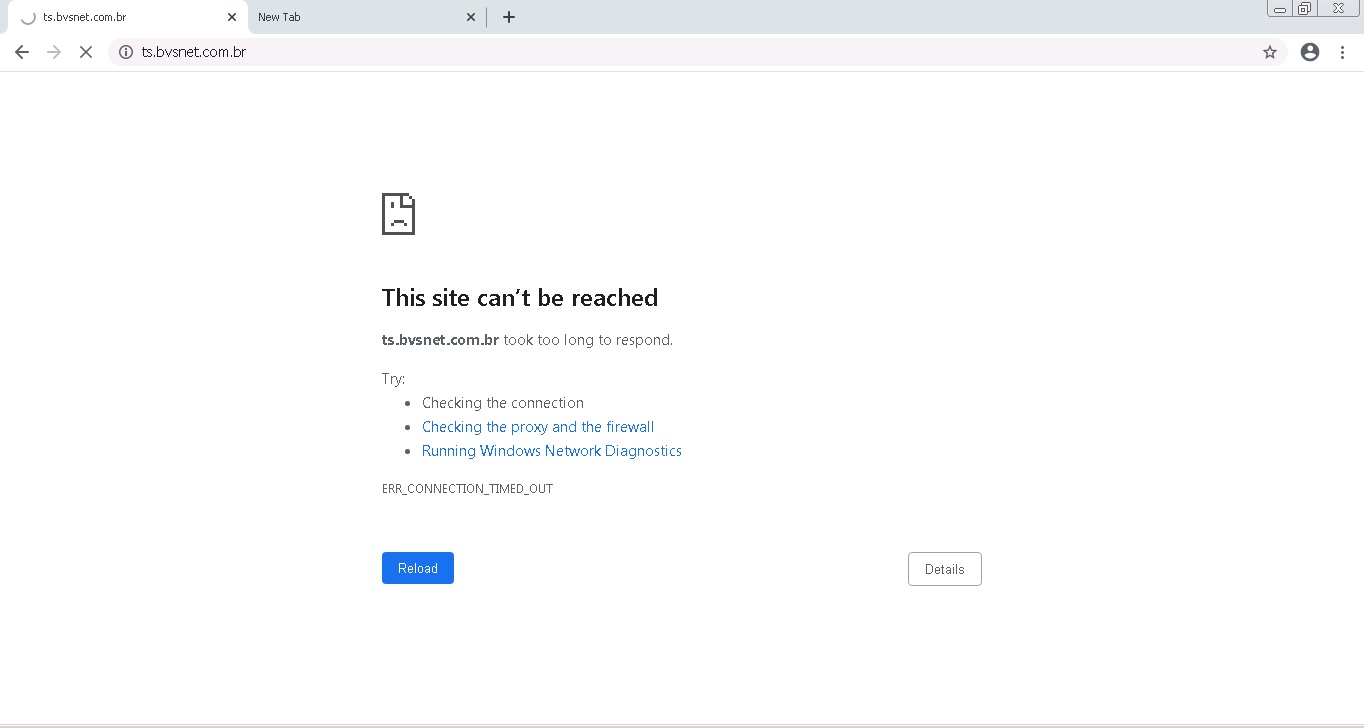 ts.bvsnet.com.br
New Tab
ts.bvsnet.com.br
This site can’t be reached
ts.bvsnet.com.br took too long to respond.
Try:
Checking the connection
Checking the proxy and the firewall
Running Windows Network Diagnostics
ERR_CONNECTION_TIMED_OUT
Reload
Details